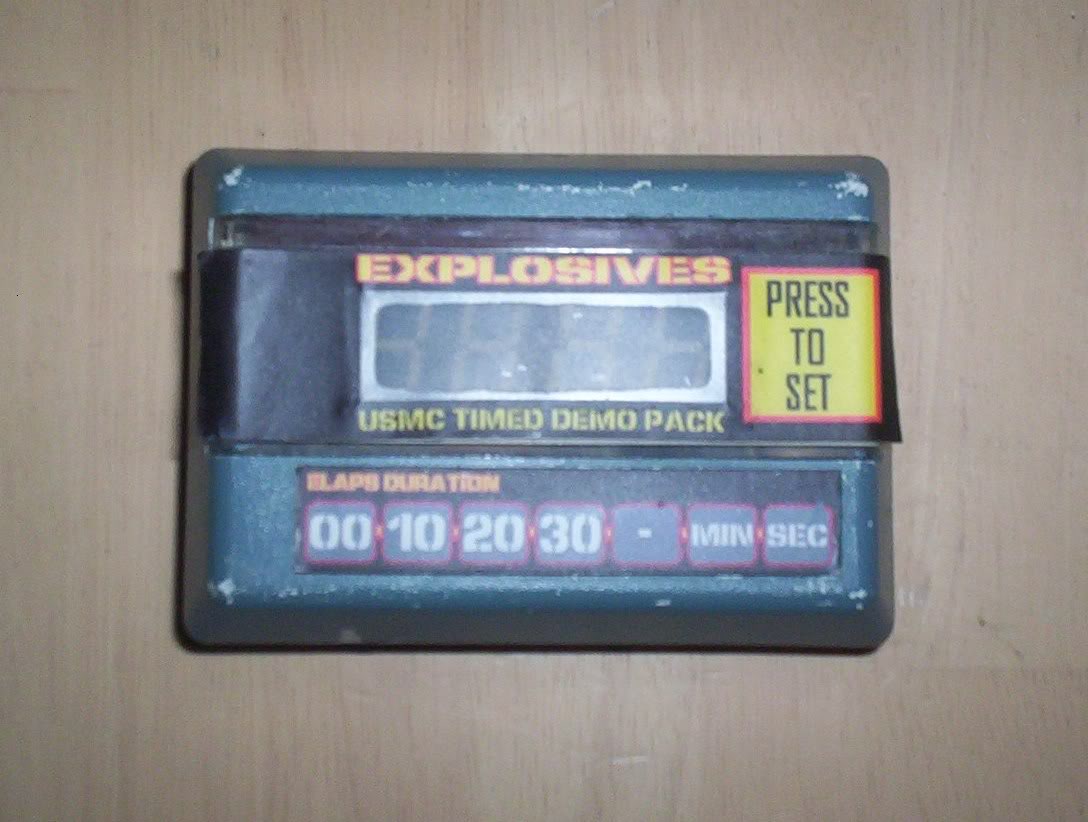 EXPLOSIVES
PRESS
TO
SET
USMC TIMED DEMO PACK
ELAPS DURATION
00 10 20 30 - MIN SEC